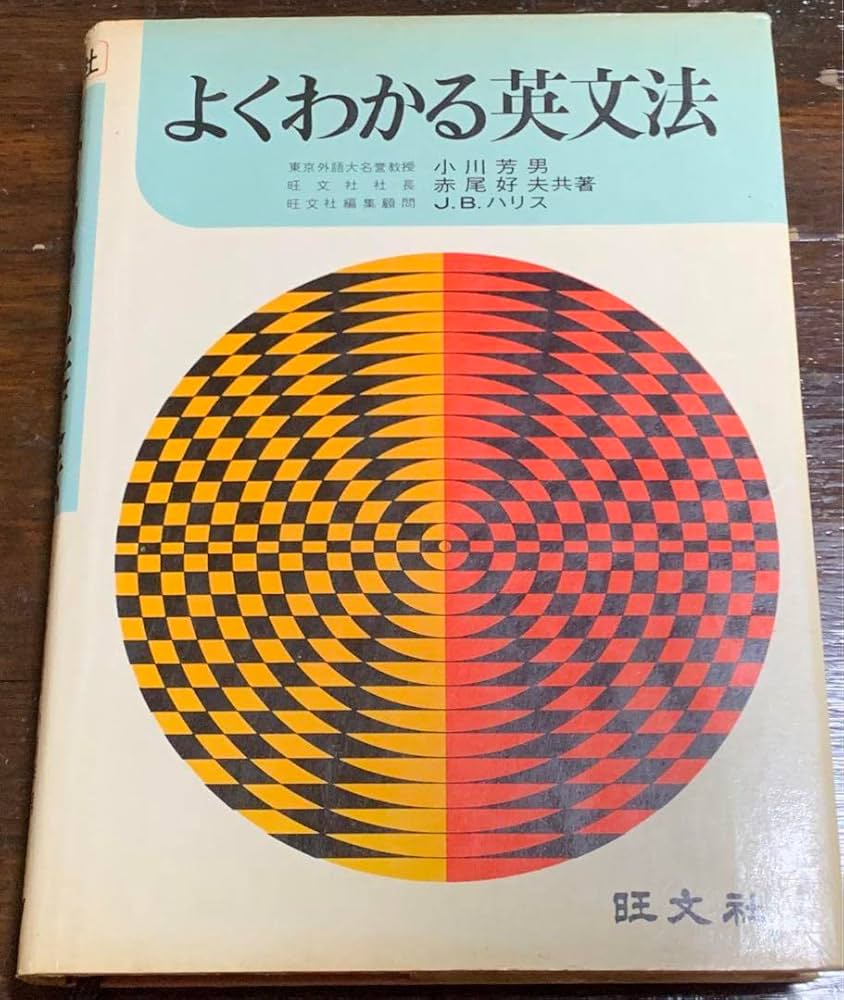 よくわかる英文法
東京外語大名誉教授 小川芳男
旺文社社長 赤尾好夫共著
旺文社編集顧問 J.B.ハリス
旺文社